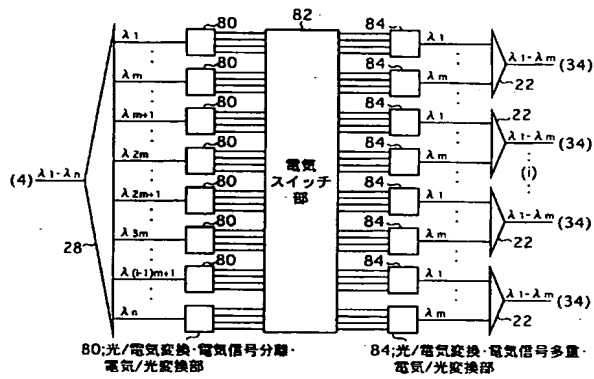 80
82
84
λ1
λ1
λ1-λm (34)
80
84
λm
λm
22
80
84
22
λm+1
λ1
λ1-λm (34)
80
84
λ2m
λm
(i)
(4) λ1-λn
電気
スイッチ
部
80
84
λ2m+1
λ1
λ1-λm (34)
28
80
84
λ3m
λm
22
80
84
λ(i-1)m+1
λ1
λ1-λm (34)
λn
λm
22
80;光/電気変換・電気信号分離・
電気/光変換部
84;光/電気変換・電気信号多重・
電気/光変換部